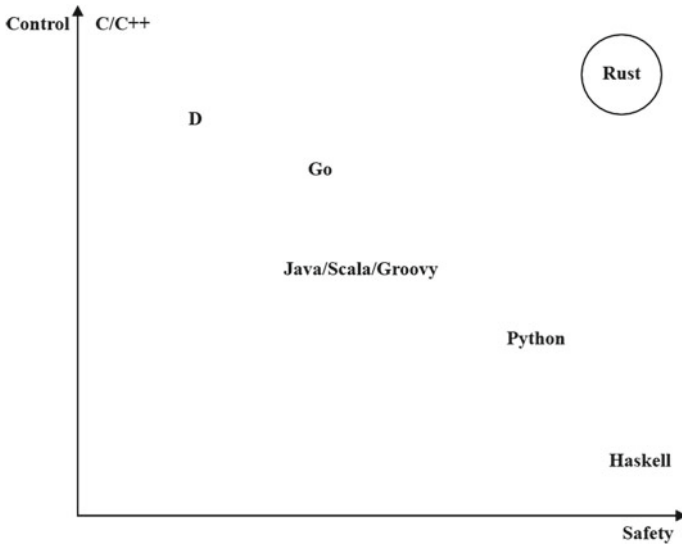 Control
C/C++
Rust
D
Go
Java/Scala/Groovy
Python
Haskell
Safety